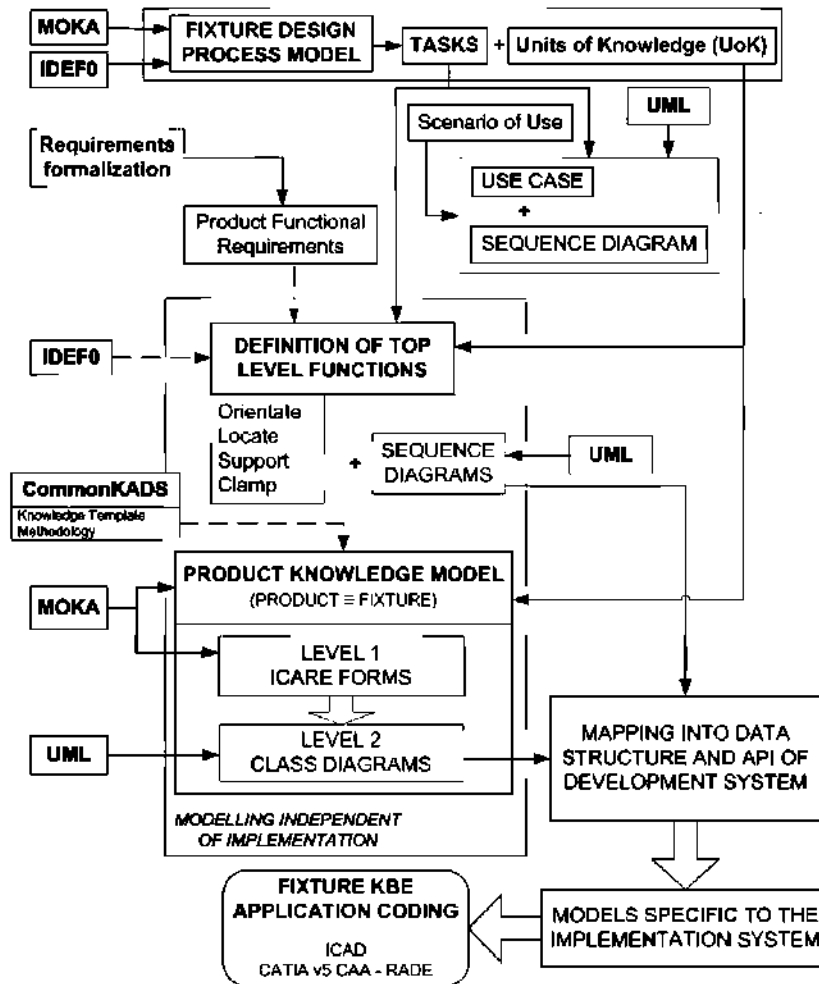 MOKA
FIXTURE DESIGN
PROCESS MODEL
TASKS
+
Units of Knowledge (UoK)
IDEF0
Scenario of Use
UML
Requirements
formalization
USE CASE
+
SEQUENCE DIAGRAM
Product Functional
Requirements
IDEF0
DEFINITION OF TOP
LEVEL FUNCTIONS
Orientate
Locate
Support
Clamp
+
SEQUENCE
DIAGRAMS
UML
CommonKADS
Knowledge Template
Methodology
PRODUCT KNOWLEDGE MODEL
(PRODUCT ≡ FIXTURE)
MOKA
LEVEL 1
ICARE FORMS
UML
LEVEL 2
CLASS DIAGRAMS
MAPPING INTO DATA
STRUCTURE AND API OF
DEVELOPMENT SYSTEM
MODELLING INDEPENDENT
OF IMPLEMENTATION
FIXTURE KBE
APPLICATION CODING
ICAD
CATIA v5 CAA - RADE
MODELS SPECIFIC TO THE
IMPLEMENTATION SYSTEM